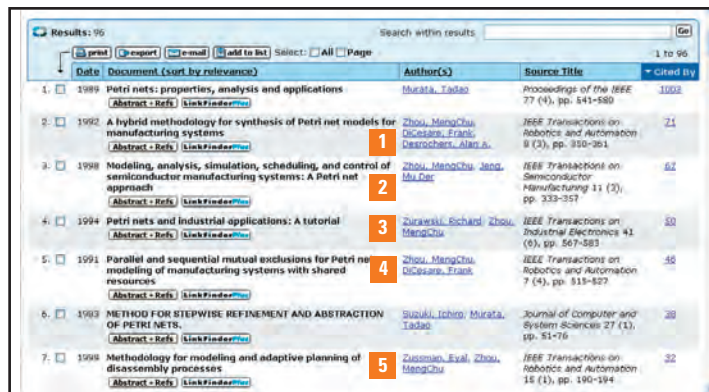 Results: 96 Search within results Go
print export e-mail add to list Select: All Page 1 to 96
Date Document (sort by relevance) Author(s) Source Title Cited By
1. 1989 Petri nets: properties, analysis and applications Murata, Tadao Proceedings of the IEEE 1003
Abstract + Refs LinkFinderPlus 77 (4), pp. 541-580
2. 1992 A hybrid methodology for synthesis of Petri net models for Zhou, MengChu, IEEE Transactions on 71
manufacturing systems 1 DiCesare, Frank, Robotics and Automation
Abstract + Refs LinkFinderPlus Desrochers, Alan A. 8 (3), pp. 350-361
3. 1998 Modeling, analysis, simulation, scheduling, and control of Zhou, MengChu, Jeng, IEEE Transactions on 67
semiconductor manufacturing systems: A Petri net 2 Mu Der Semiconductor
approach Manufacturing 11 (3),
Abstract + Refs LinkFinderPlus pp. 333-357
4. 1994 Petri nets and industrial applications: A tutorial 3 Zurawski, Richard, Zhou, IEEE Transactions on 50
Abstract + Refs LinkFinderPlus MengChu Industrial Electronics 41
(6), pp. 567-583
5. 1991 Parallel and sequential mutual exclusions for Petri net Zhou, MengChu, IEEE Transactions on 46
modeling of manufacturing systems with shared 4 DiCesare, Frank Robotics and Automation
resources 7 (4), pp. 515-527
Abstract + Refs LinkFinderPlus
6. 1983 METHOD FOR STEPWISE REFINEMENT AND ABSTRACTION Suzuki, Ichiro, Murata, Journal of Computer and 38
OF PETRI NETS. Tadao System Sciences 27 (1),
Abstract + Refs LinkFinderPlus pp. 51-76
7. 1999 Methodology for modeling and adaptive planning of 5 Zussman, Eyal, Zhou, IEEE Transactions on 32
disassembly processes MengChu Robotics and Automation
Abstract + Refs LinkFinderPlus 15 (1), pp. 190-194